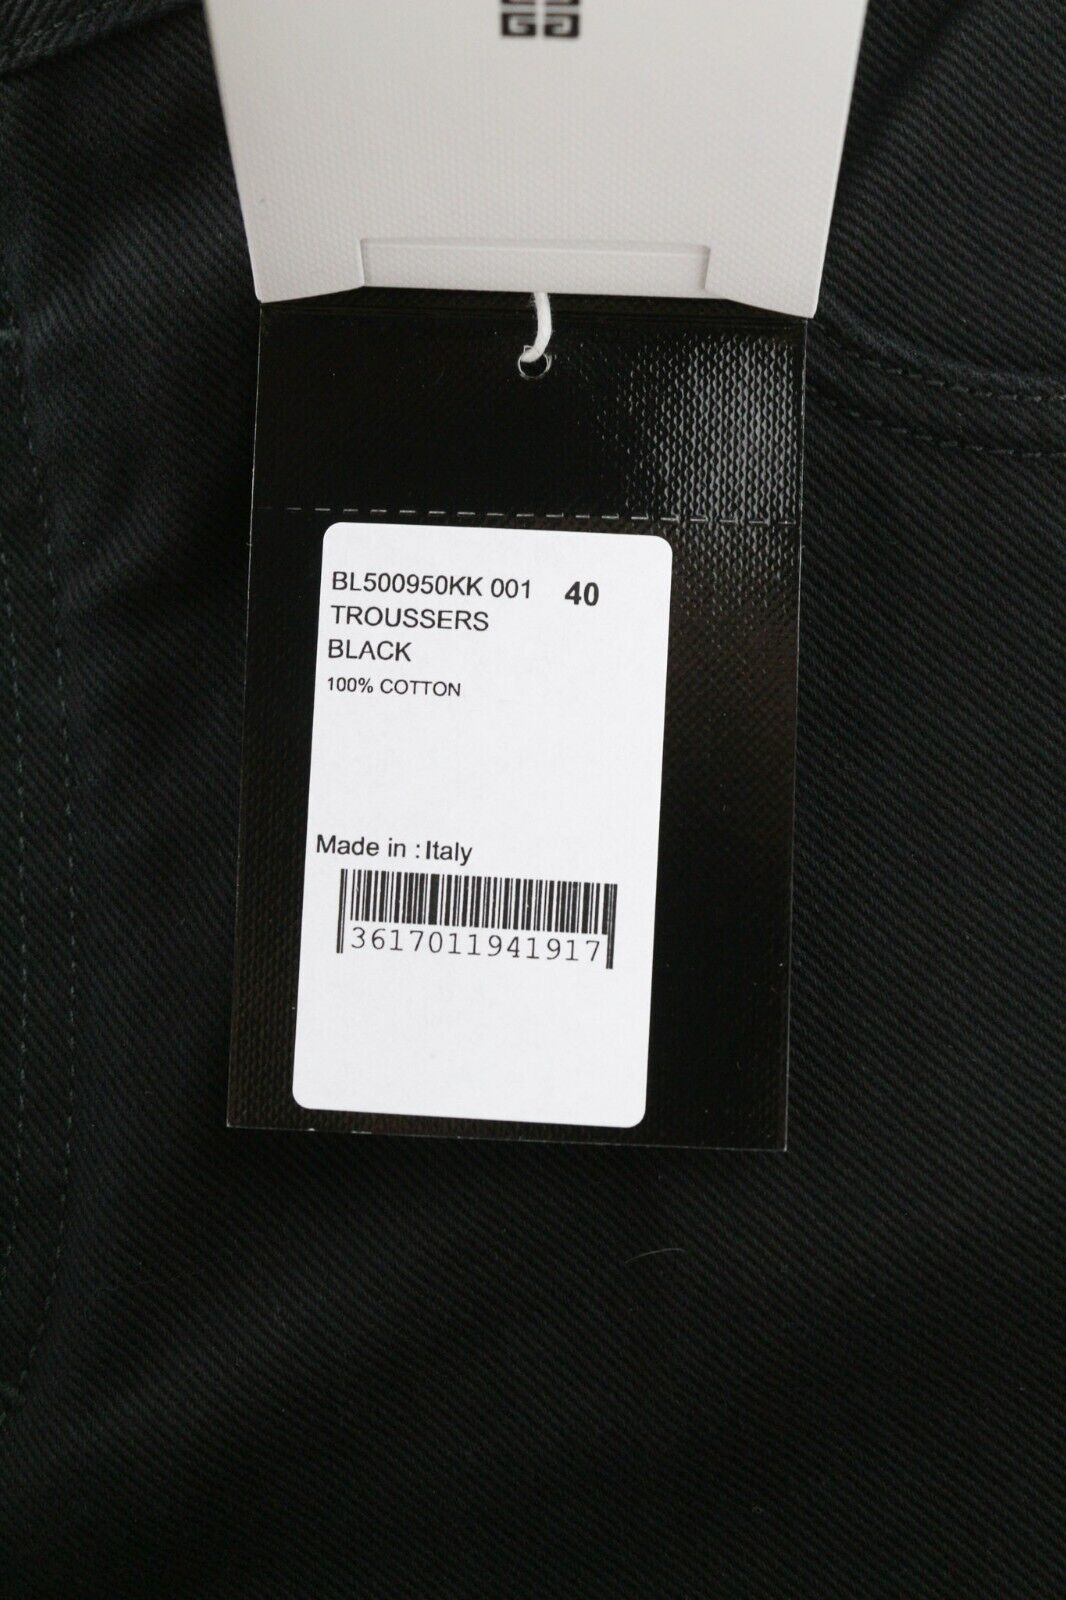 BL500950KK 001 40
TROUSSERS
BLACK
100% COTTON
Made in : Italy
3617011941917